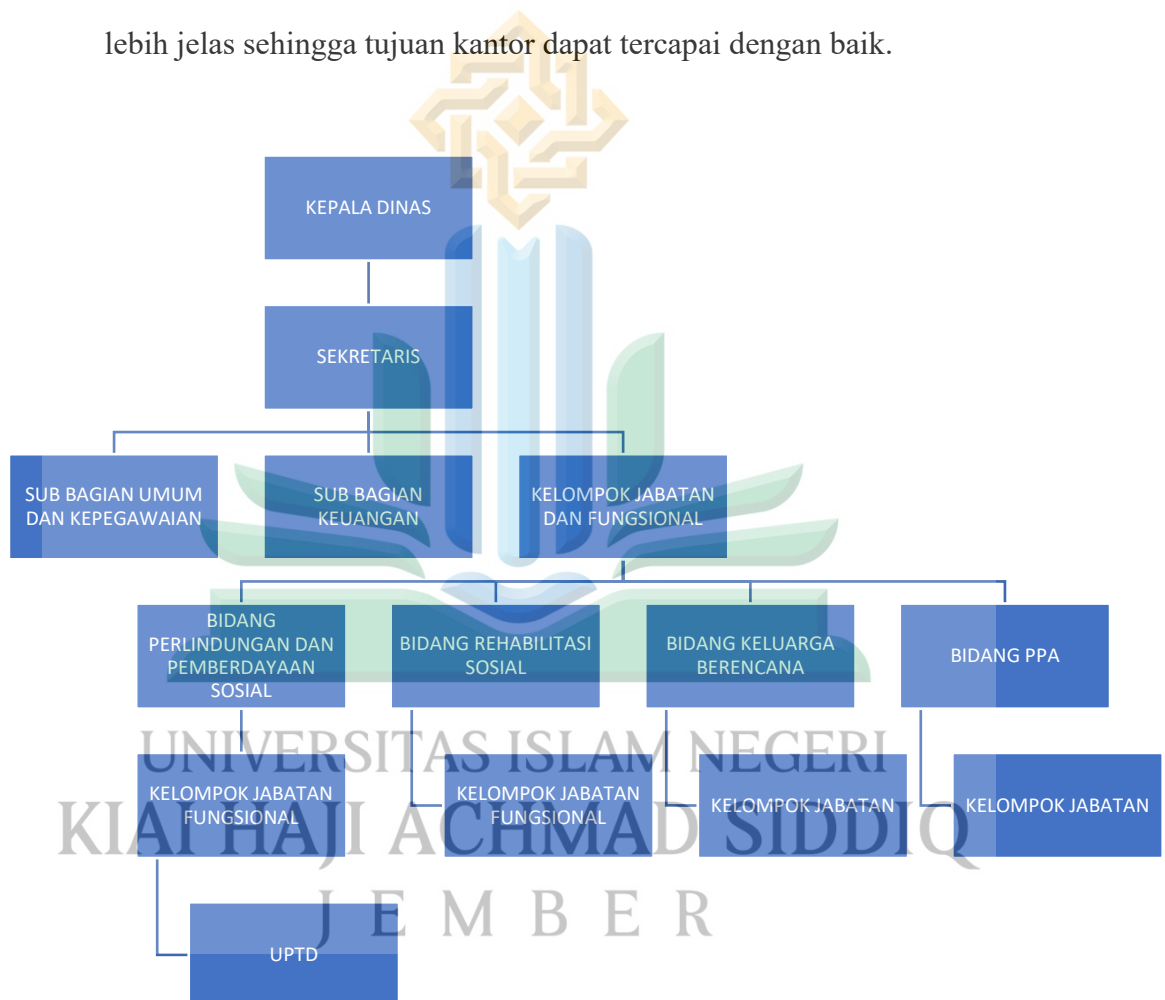 lebih jelas sehingga tujuan kantor dapat tercapai dengan baik.
KEPALA DINAS
SEKRETARIS
SUB BAGIAN UMUM
DAN KEPEGAWAIAN
SUB BAGIAN
KEUANGAN
KELOMPOK JABATAN
DAN FUNGSIONAL
BIDANG
PERLINDUNGAN DAN
PEMBERDAYAAN
SOSIAL
BIDANG REHABILITASI
SOSIAL
BIDANG KELUARGA
BERENCANA
BIDANG PPA
UNIVERSITAS ISLAM NEGERI
KELOMPOK JABATAN
FUNGSIONAL
KELOMPOK JABATAN
FUNGSIONAL
KELOMPOK JABATAN
KELOMPOK JABATAN
KIAI HAJI ACHMAD SIDDIQ
JEMBER
UPTD